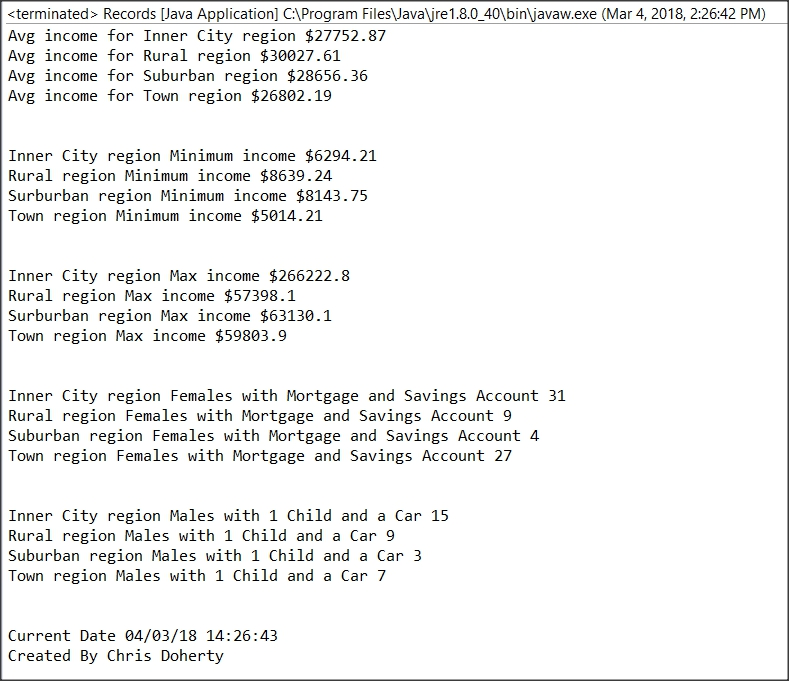 <terminated> Records [Java Application] C:\Program Files\Java\jre1.8.0_40\bin\javaw.exe (Mar 4, 2018, 2:26:42 PM)
Avg income for Inner City region $27752.87
Avg income for Rural region $30027.61
Avg income for Suburban region $28656.36
Avg income for Town region $26802.19
Inner City region Minimum income $6294.21
Rural region Minimum income $8639.24
Surburban region Minimum income $8143.75
Town region Minimum income $5014.21
Inner City region Max income $266222.8
Rural region Max income $57398.1
Surburban region Max income $63130.1
Town region Max income $59803.9
Inner City region Females with Mortgage and Savings Account 31
Rural region Females with Mortgage and Savings Account 9
Suburban region Females with Mortgage and Savings Account 4
Town region Females with Mortgage and Savings Account 27
Inner City region Males with 1 Child and a Car 15
Rural region Males with 1 Child and a Car 9
Suburban region Males with 1 Child and a Car 3
Town region Males with 1 Child and a Car 7
Current Date 04/03/18 14:26:43
Created By Chris Doherty